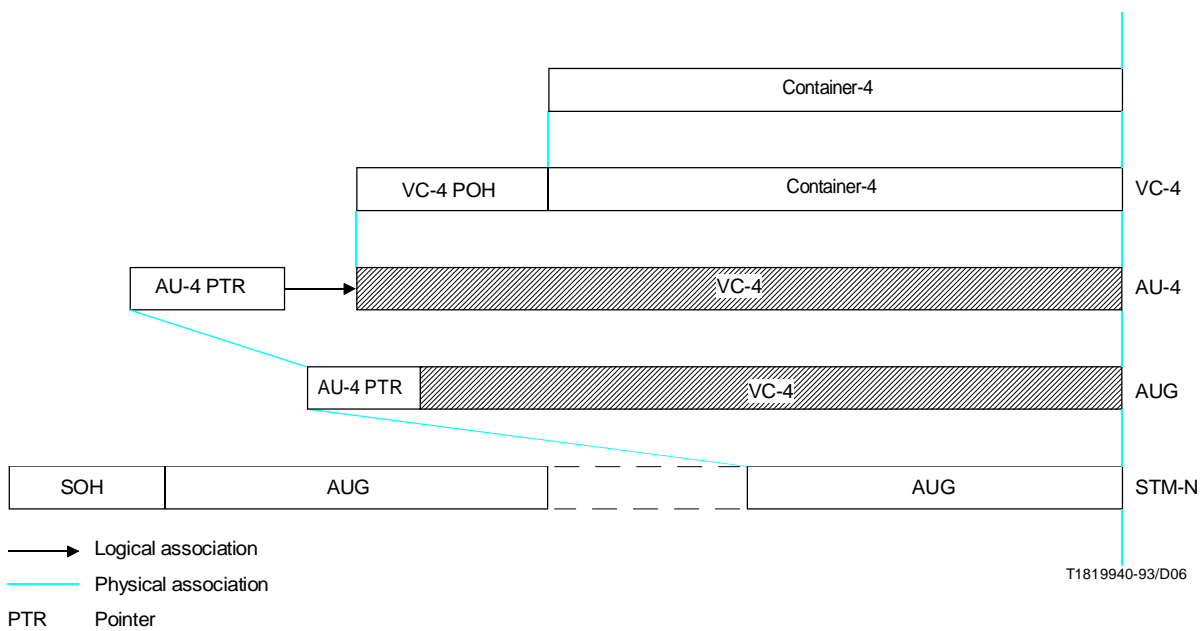 Container-4
VC-4 POH Container-4 VC-4
AU-4 PTR VC-4 AU-4
AU-4 PTR VC-4 AUG
SOH AUG AUG STM-N
Logical association
Physical association
T1819940-93/D06
PTR Pointer